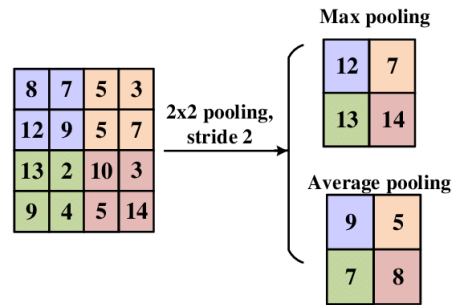 Max pooling
12 7
13 14
8 7 5 3
12 9 5 7
13 2 10 3
9 4 5 14
2x2 pooling,
stride 2
Average pooling
9 5
7 8